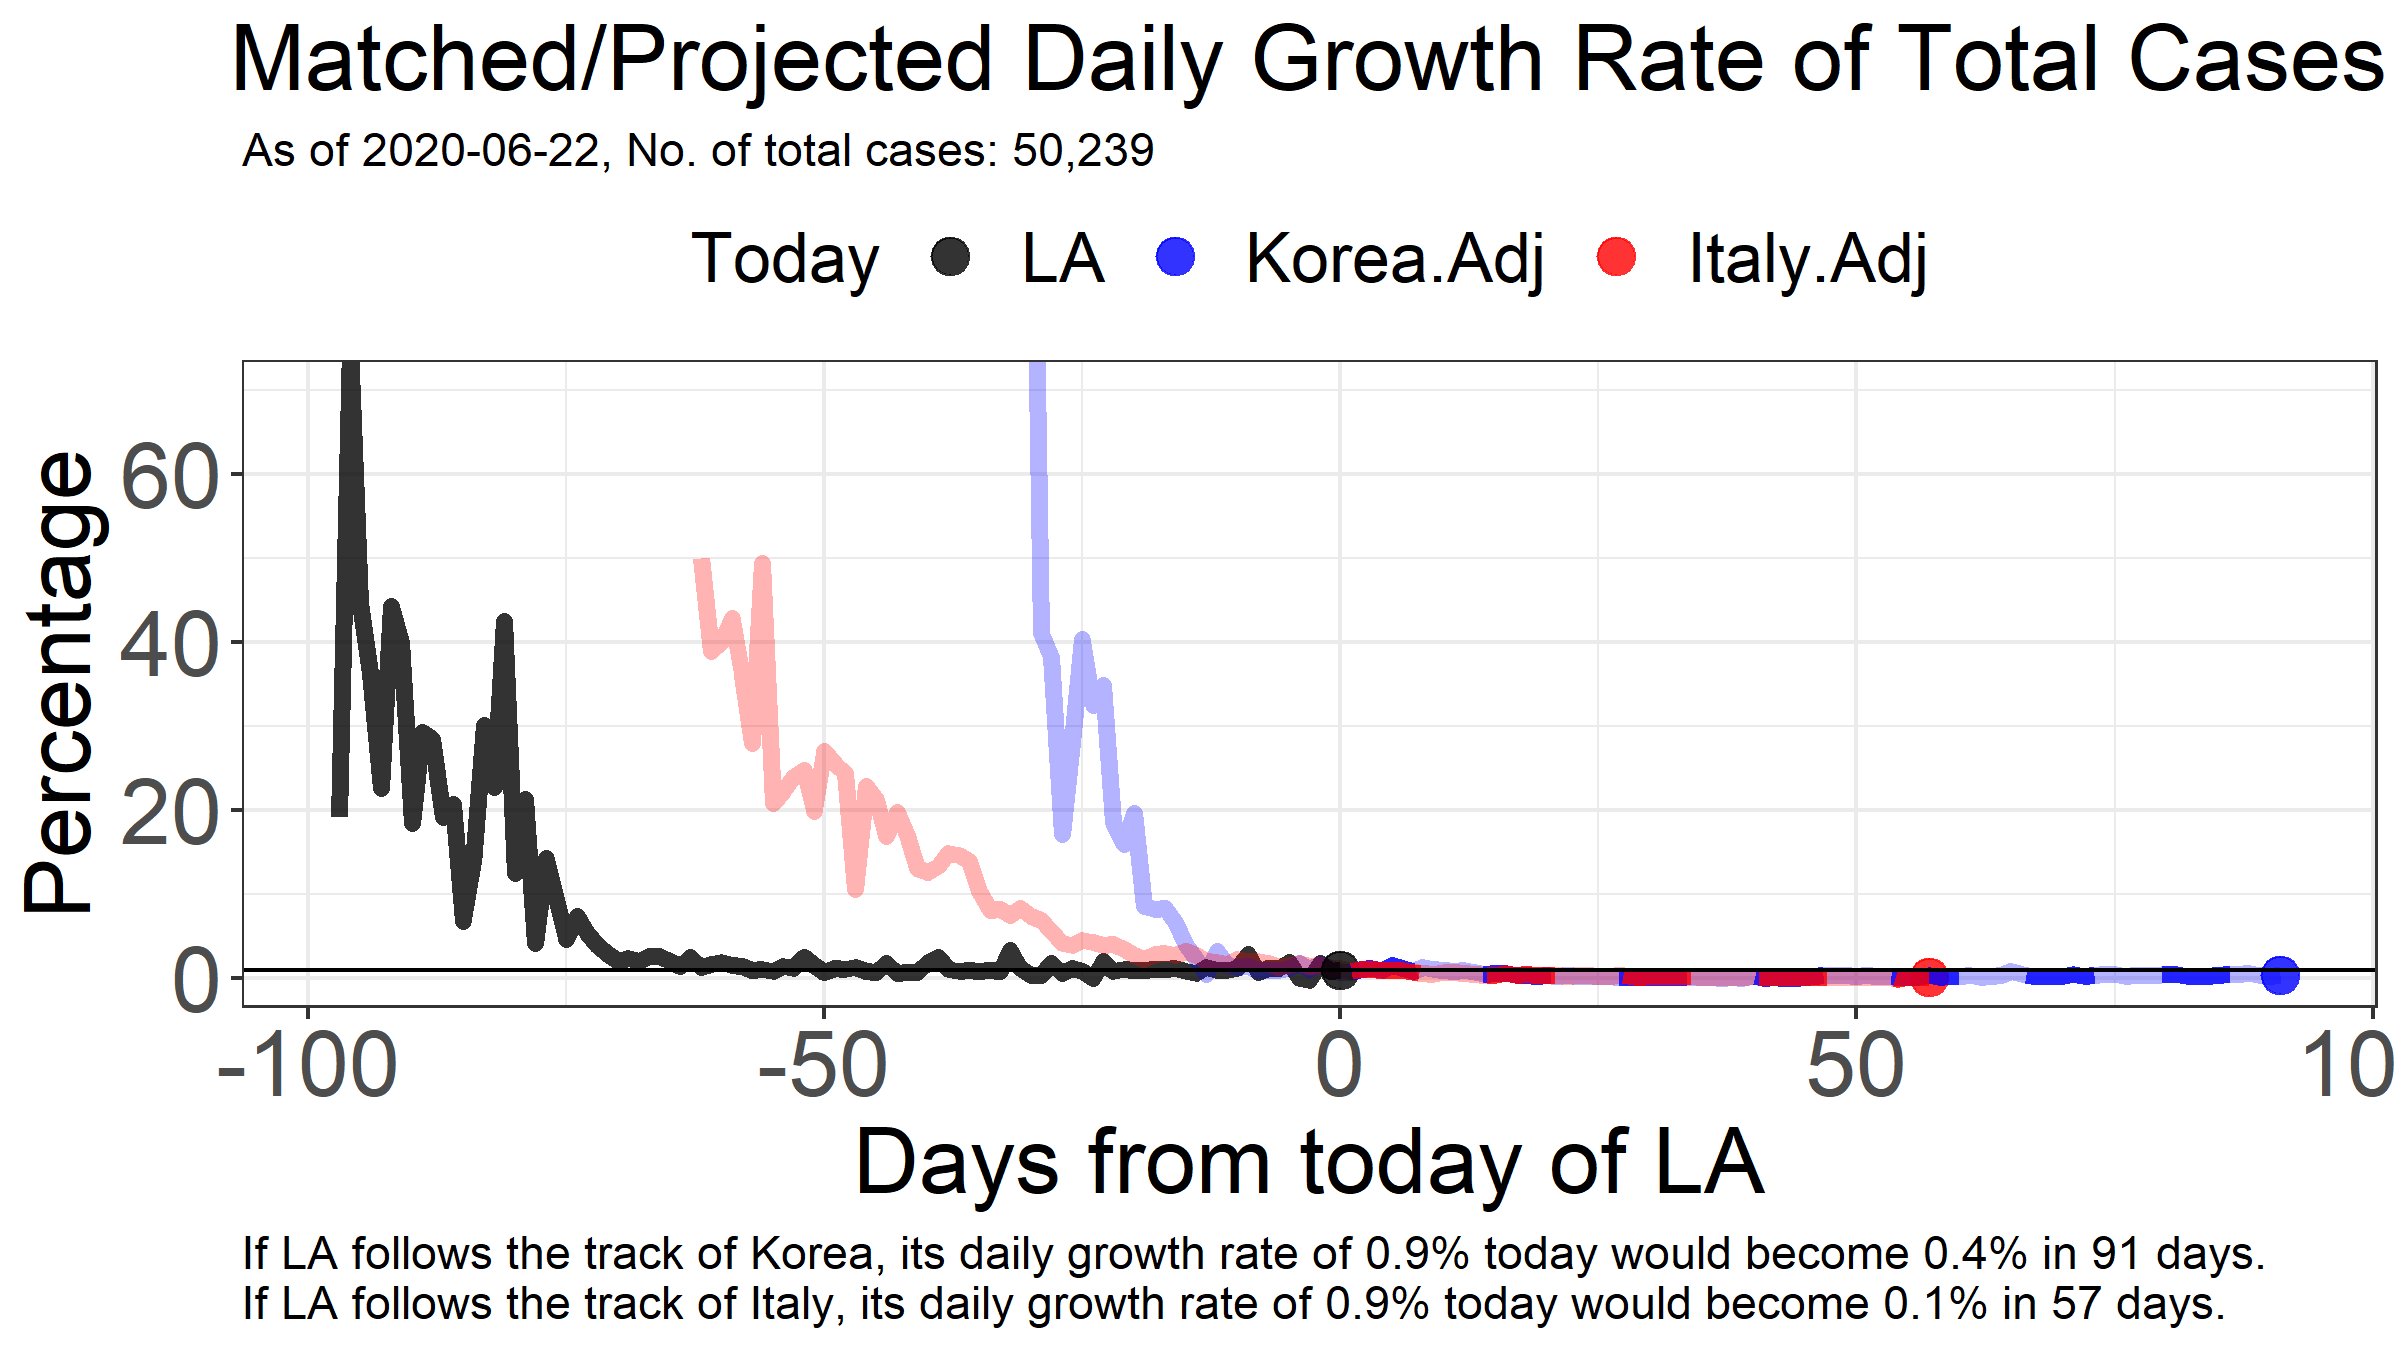 Matched/Projected Daily Growth Rate of Total Cases
As of 2020-06-22, No. of total cases: 50,239
Today LA Korea.Adj Italy.Adj
Percentage
60
40
20
0
-100 -50 0 50 10
Days from today of LA
If LA follows the track of Korea, its daily growth rate of 0.9% today would become 0.4% in 91 days.
If LA follows the track of Italy, its daily growth rate of 0.9% today would become 0.1% in 57 days.